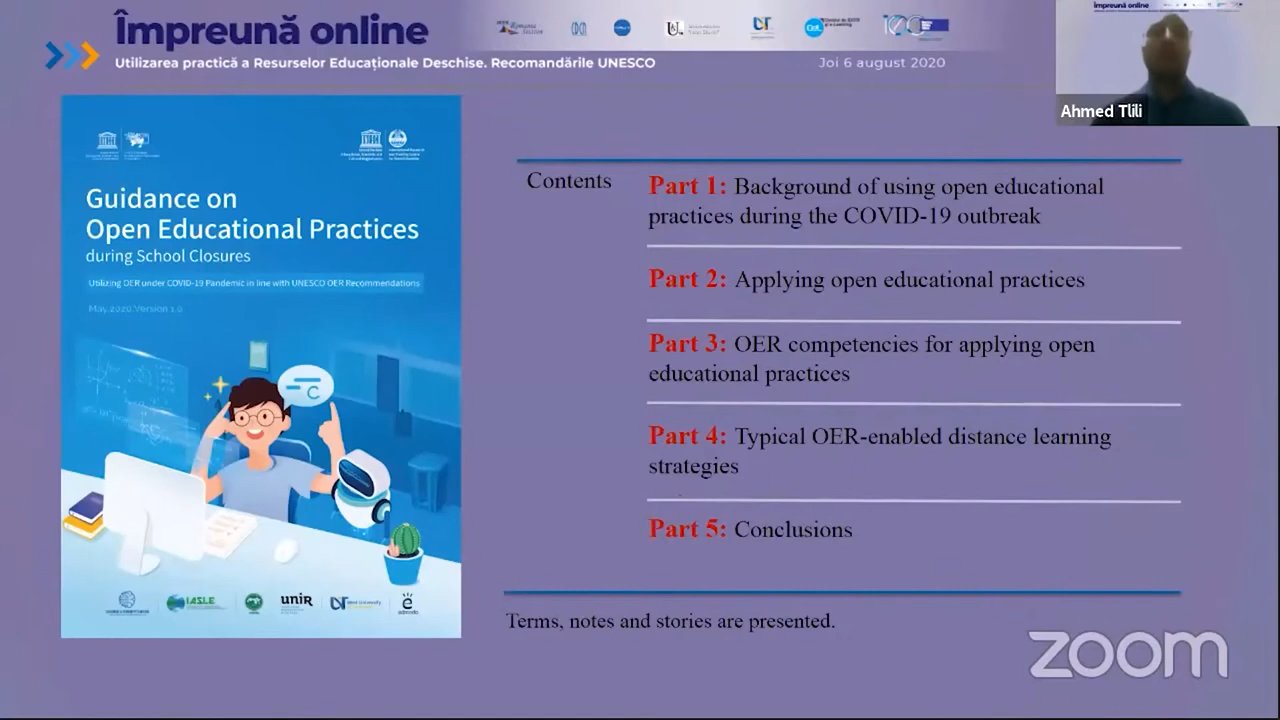 Împreună online
Utilizarea practică a Resurselor Educaționale Deschise. Recomandările UNESCO
Joi 6 august 2020
Ahmed Tlili
Guidance on
Open Educational Practices
during School Closures
Utilizing OER under COVID-19 Pandemic in line with UNESCO OER Recommendations
May, 2020, Version 1.0
IASLE
unir
Contents
Part 1: Background of using open educational
practices during the COVID-19 outbreak
Part 2: Applying open educational practices
Part 3: OER competencies for applying open
educational practices
Part 4: Typical OER-enabled distance learning
strategies
Part 5: Conclusions
Terms, notes and stories are presented.
zoom